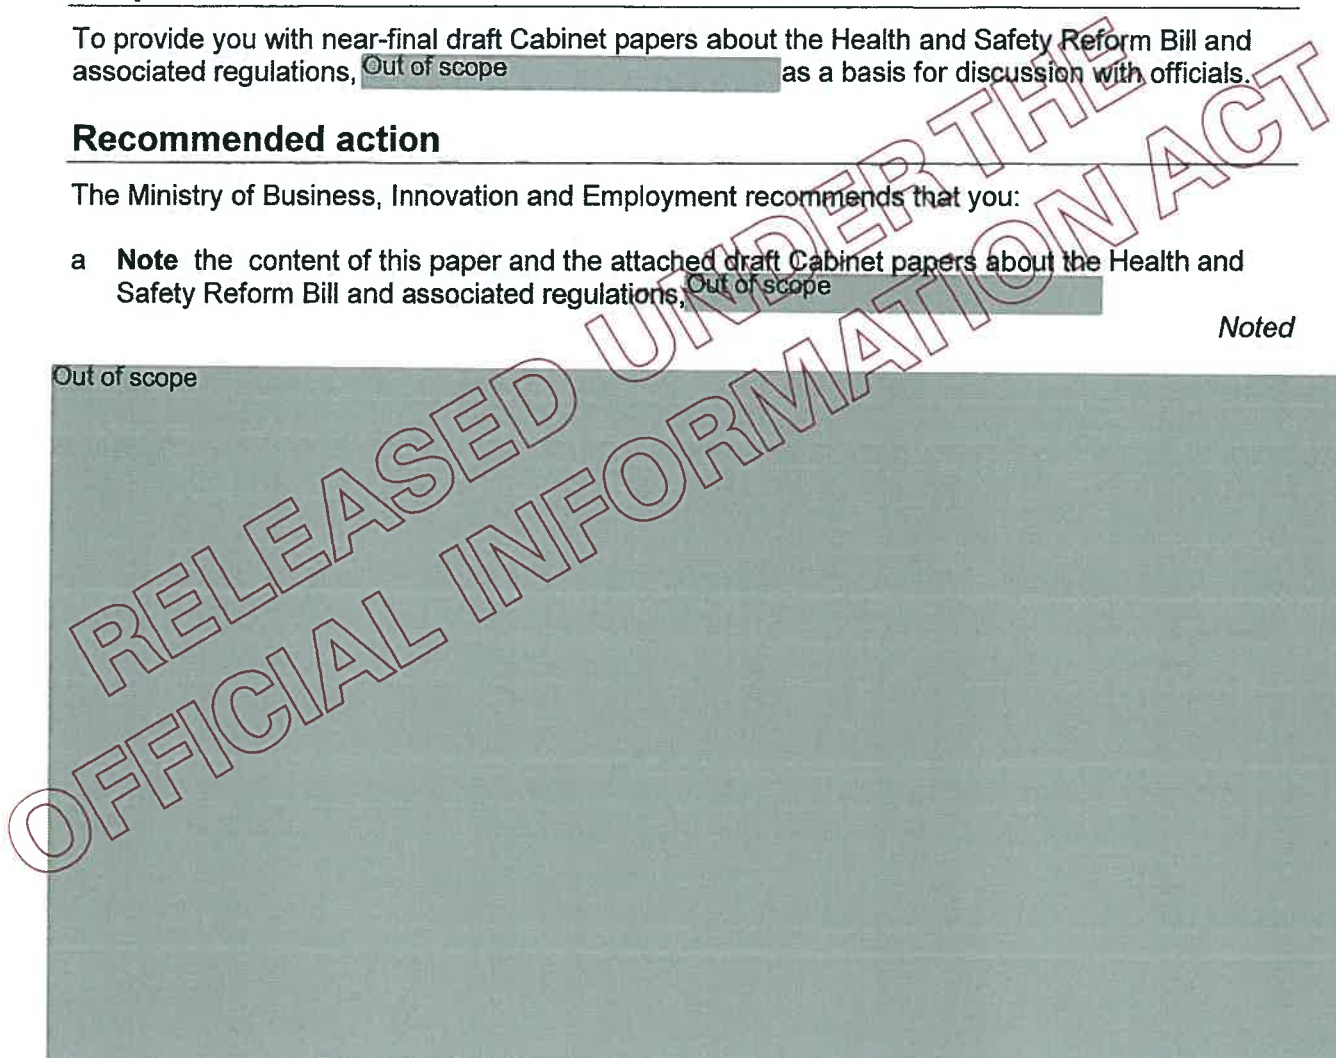 To provide you with near-final draft Cabinet papers about the Health and Safety Reform Bill and
associated regulations, Out of scope as a basis for discussion with officials.
Recommended action
The Ministry of Business, Innovation and Employment recommends that you:
a Note the content of this paper and the attached draft Cabinet papers about the Health and
Safety Reform Bill and associated regulations, Out of scope
Noted
Out of scope
RELEASED UNDER THE
OFFICIAL INFORMATION ACT